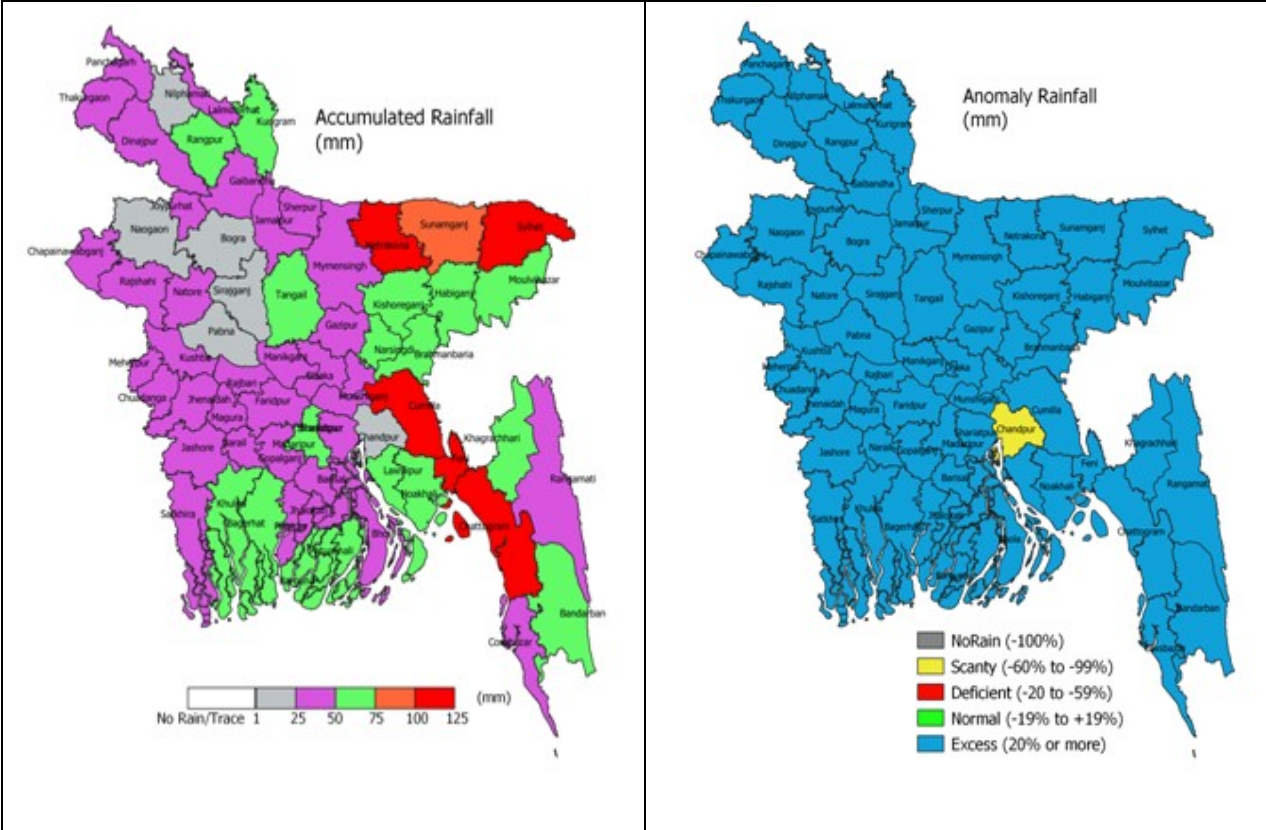 Panchagarh
Nilphamari
Thakurgaon
Lalmonirhat
Kurigram
Accumulated Rainfall
(mm)
Dinajpur
Rangpur
Gaibandha
Joypurhat
Sherpur
Jamalpur
Naogaon
Bogra
Netrakona
Sunamganj
Sylhet
Chapainawabganj
Mymensingh
Moulvibazar
Rajshahi
Natore
Sirajganj
Tangail
Kishoreganj
Habiganj
Pabna
Gazipur
Narsingdi
Brahmanbaria
Meherpur
Kushtia
Manikganj
Dhaka
Rajbari
Chuadanga
Jhenaidah
Faridpur
Munshiganj
Cumilla
Magura
Chandpur
Khagrachhari
Jashore
Narail
Madaripur
Gopalganj
Lakshmipur
Rangamati
Barisal
Noakhali
Satkhira
Khulna
Bagerhat
Chattogram
Bandarban
No Rain/Trace 1 25 50 75 100 125
(mm)
Panchagarh
Thakurgaon
Nilphamari
Lalmonirhat
Kurigram
Anomaly Rainfall
(mm)
Dinajpur
Rangpur
Gaibandha
Joypurhat
Sherpur
Jamalpur
Naogaon
Bogra
Netrakona
Sunamganj
Sylhet
Chapainawabganj
Mymensingh
Moulvibazar
Rajshahi
Natore
Sirajganj
Tangail
Kishoreganj
Habiganj
Pabna
Gazipur
Brahmanbaria
Meherpur
Kushtia
Manikganj
Dhaka
Rajbari
Chuadanga
Jhenaidah
Magura
Faridpur
Munshiganj
Cumilla
Chandpur
Shariatpur
Madaripur
Khagrachhari
Jashore
Narail
Gopalganj
Feni
Barisal
Noakhali
Rangamati
Satkhira
Khulna
Bagerhat
Bhola
Chattogram
Bandarban
NoRain (-100%)
Scanty (-60% to -99%)
Deficient (-20 to -59%)
Normal (-19% to +19%)
Excess (20% or more)